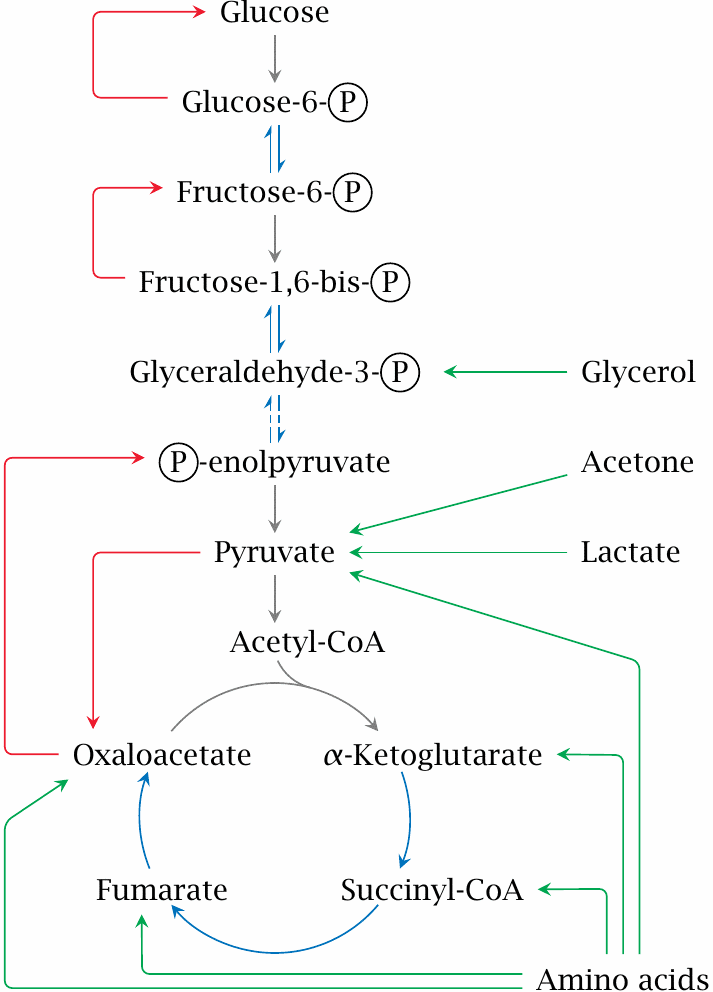 Glucose
Glucose-6-P
Fructose-6-P
Fructose-1,6-bis-P
Glyceraldehyde-3-P
Glycerol
P-enolpyruvate
Acetone
Pyruvate
Lactate
Acetyl-CoA
Oxaloacetate
α-Ketoglutarate
Fumarate
Succinyl-CoA
Amino acids